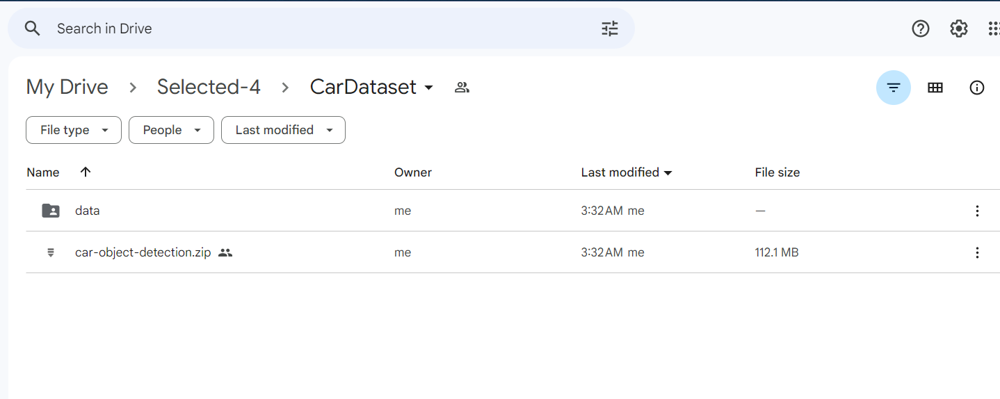 Search in Drive
My Drive > Selected-4 > CarDataset
File type People Last modified
Name Owner Last modified File size
data me 3:32 AM me —
car-object-detection.zip me 3:32 AM me 112.1 MB